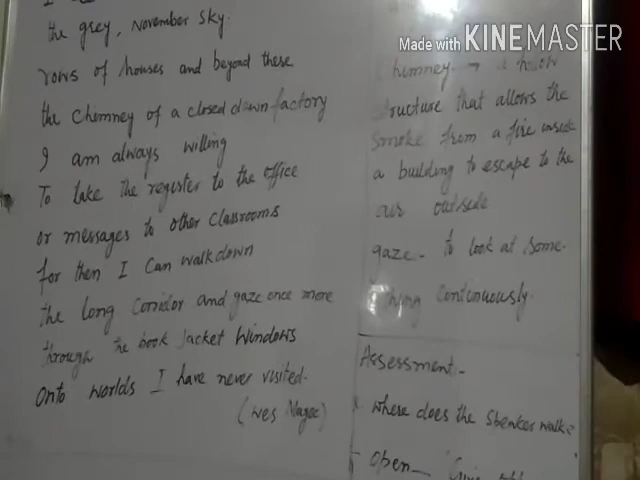 the grey, November sky.
rows of houses and beyond these
the chimney of a closed down factory
I am always willing
To take the register to the office
or messages to other classrooms
for then I can walk down
the long corridor and gaze once more
through the book Jacket Windows
Onto worlds I have never visited.
(Wes Magee)
Made with KINEMASTER
Chimney - a hollow
structure that allows the
smoke from a fire inside
a building to escape to the
air outside
gaze - To look at some-
thing continuously.
Assessment -
where does the speaker walk?
Open -